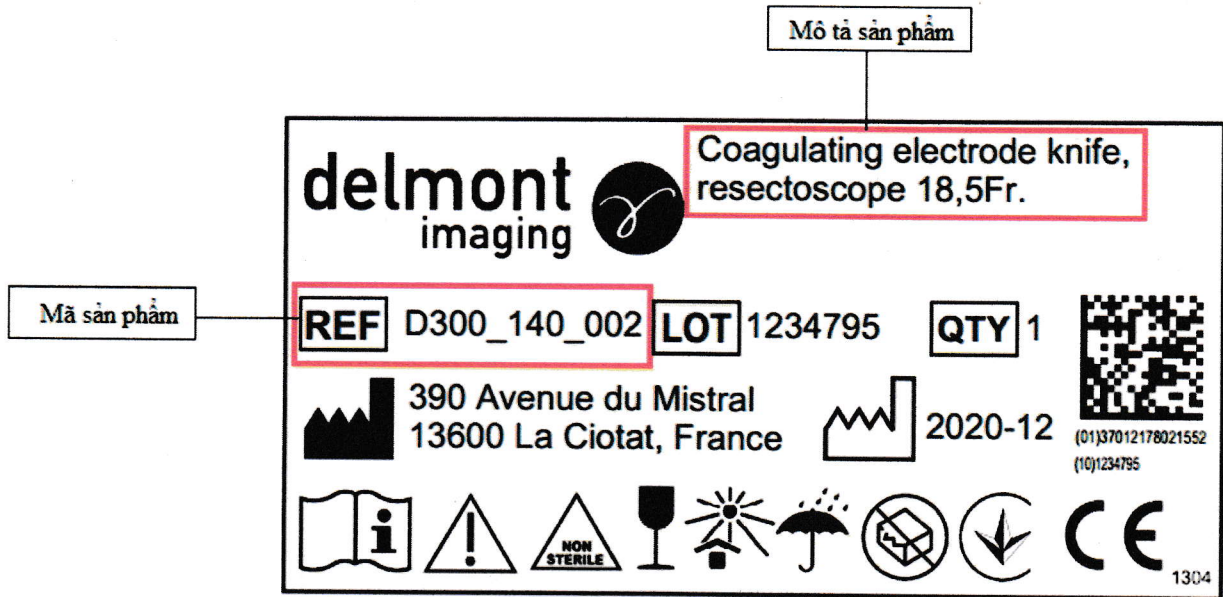 Mô tả sản phẩm
delmont
imaging
Coagulating electrode knife,
resectoscope 18,5Fr.
Mã sản phẩm
REF D300_140_002 LOT 1234795 QTY 1
390 Avenue du Mistral
13600 La Ciotat, France
2020-12
(01)37012178021552
(10)1234795
i
!
NON
STERILE
CE
1304